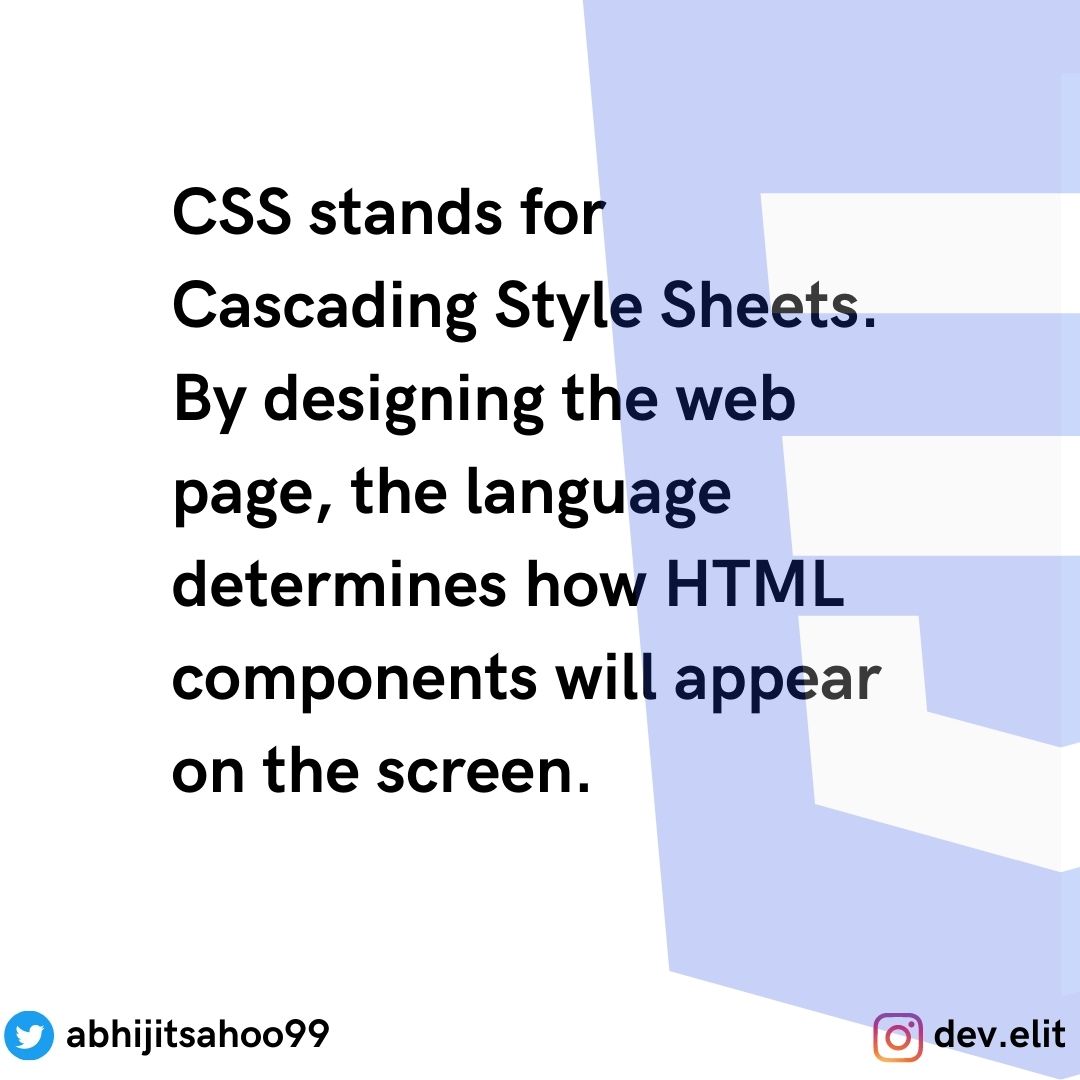 CSS stands for
Cascading Style Sheets.
By designing the web
page, the language
determines how HTML
components will appear
on the screen.
abhijitsahoo99
dev.elit